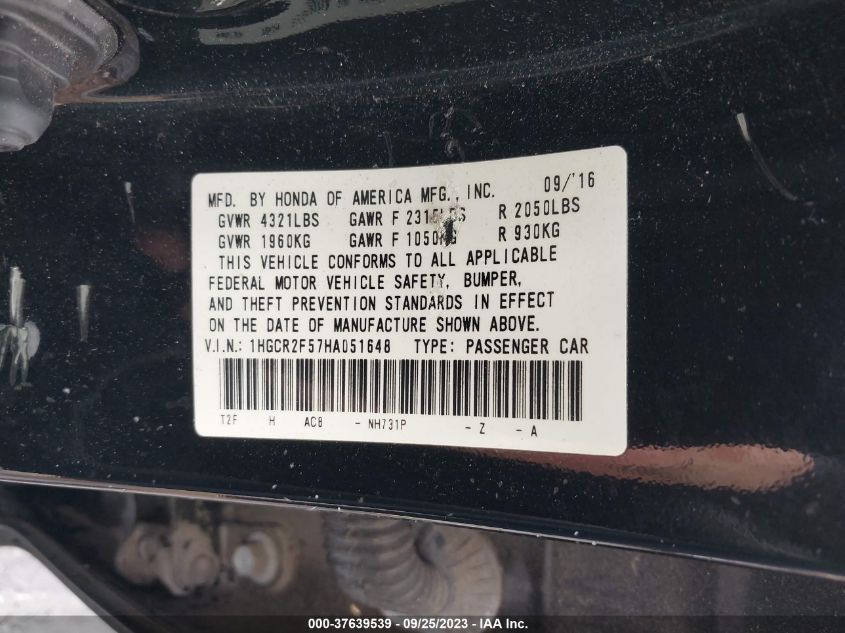 MFD. BY HONDA OF AMERICA MFG., INC. 09/'16
GVWR 4321LBS GAWR F 2315LBS R 2050LBS
GVWR 1960KG GAWR F 1050KG R 930KG
THIS VEHICLE CONFORMS TO ALL APPLICABLE
FEDERAL MOTOR VEHICLE SAFETY, BUMPER,
AND THEFT PREVENTION STANDARDS IN EFFECT
ON THE DATE OF MANUFACTURE SHOWN ABOVE.
V.I.N.: 1HGCR2F57HA051648 TYPE: PASSENGER CAR
T2F H AC8 - NH731P - Z - A
000-37639539 - 09/25/2023 - IAA Inc.